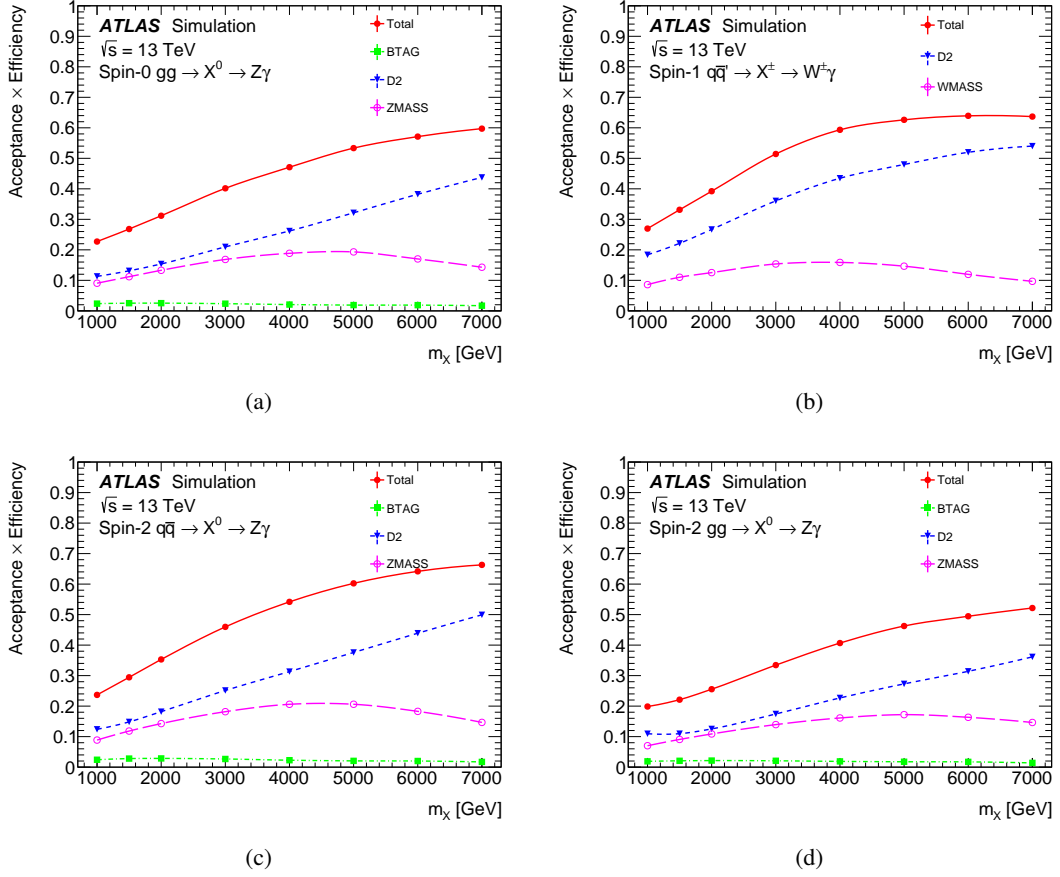 ATLAS Simulation
√s = 13 TeV
Spin-0 gg → X⁰ → Zγ
Total
BTAG
D2
ZMASS
Acceptance × Efficiency
1
0.9
0.8
0.7
0.6
0.5
0.4
0.3
0.2
0.1
0
1000 2000 3000 4000 5000 6000 7000
m_X [GeV]
(a)
ATLAS Simulation
√s = 13 TeV
Spin-1 qq̅' → X± → W±γ
Total
D2
WMASS
Acceptance × Efficiency
1
0.9
0.8
0.7
0.6
0.5
0.4
0.3
0.2
0.1
0
1000 2000 3000 4000 5000 6000 7000
m_X [GeV]
(b)
ATLAS Simulation
√s = 13 TeV
Spin-2 qq̅ → X⁰ → Zγ
Total
BTAG
D2
ZMASS
Acceptance × Efficiency
1
0.9
0.8
0.7
0.6
0.5
0.4
0.3
0.2
0.1
0
1000 2000 3000 4000 5000 6000 7000
m_X [GeV]
(c)
ATLAS Simulation
√s = 13 TeV
Spin-2 gg → X⁰ → Zγ
Total
BTAG
D2
ZMASS
Acceptance × Efficiency
1
0.9
0.8
0.7
0.6
0.5
0.4
0.3
0.2
0.1
0
1000 2000 3000 4000 5000 6000 7000
m_X [GeV]
(d)